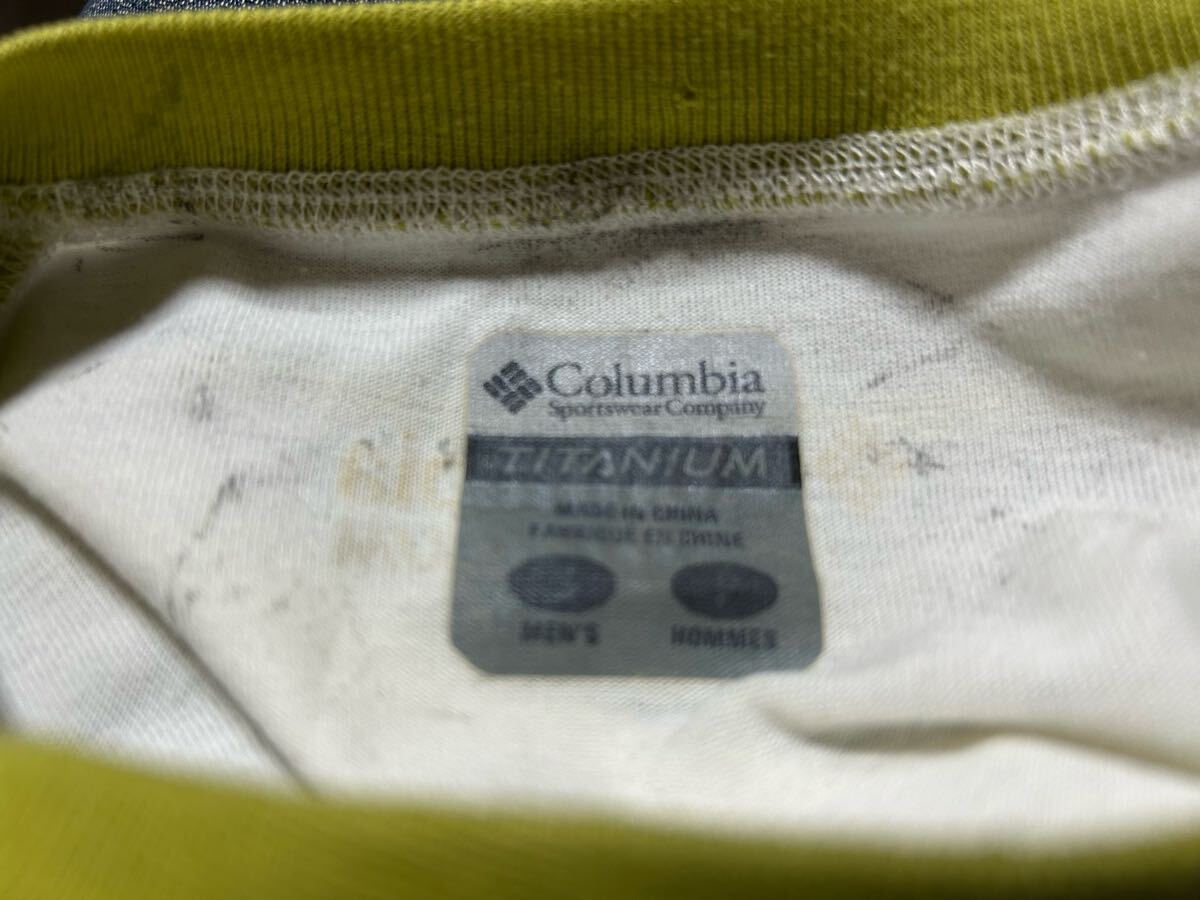 Columbia
Sportswear Company
TITANIUM
MADE IN CHINA
FABRIQUÉ EN CHINE
MEN'S HOMMES